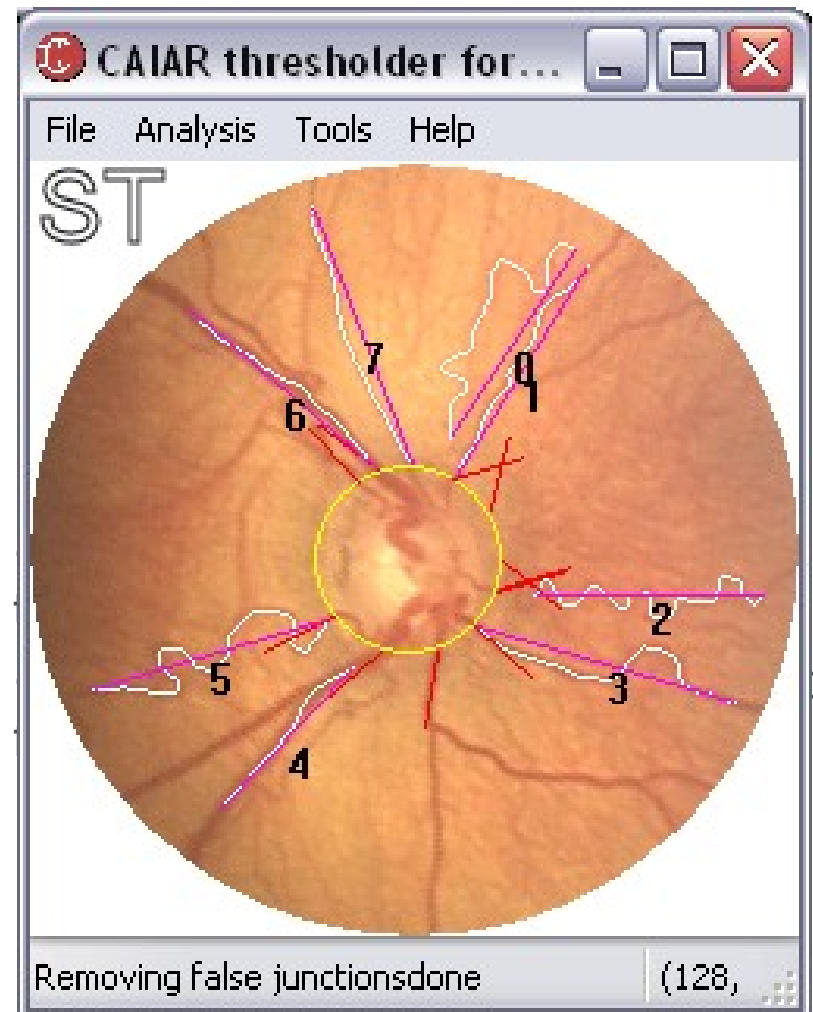 CAIAR thresholder for...
File Analysis Tools Help
ST
7
0
1
6
2
5
3
4
Removing false junctionsdone
(128,